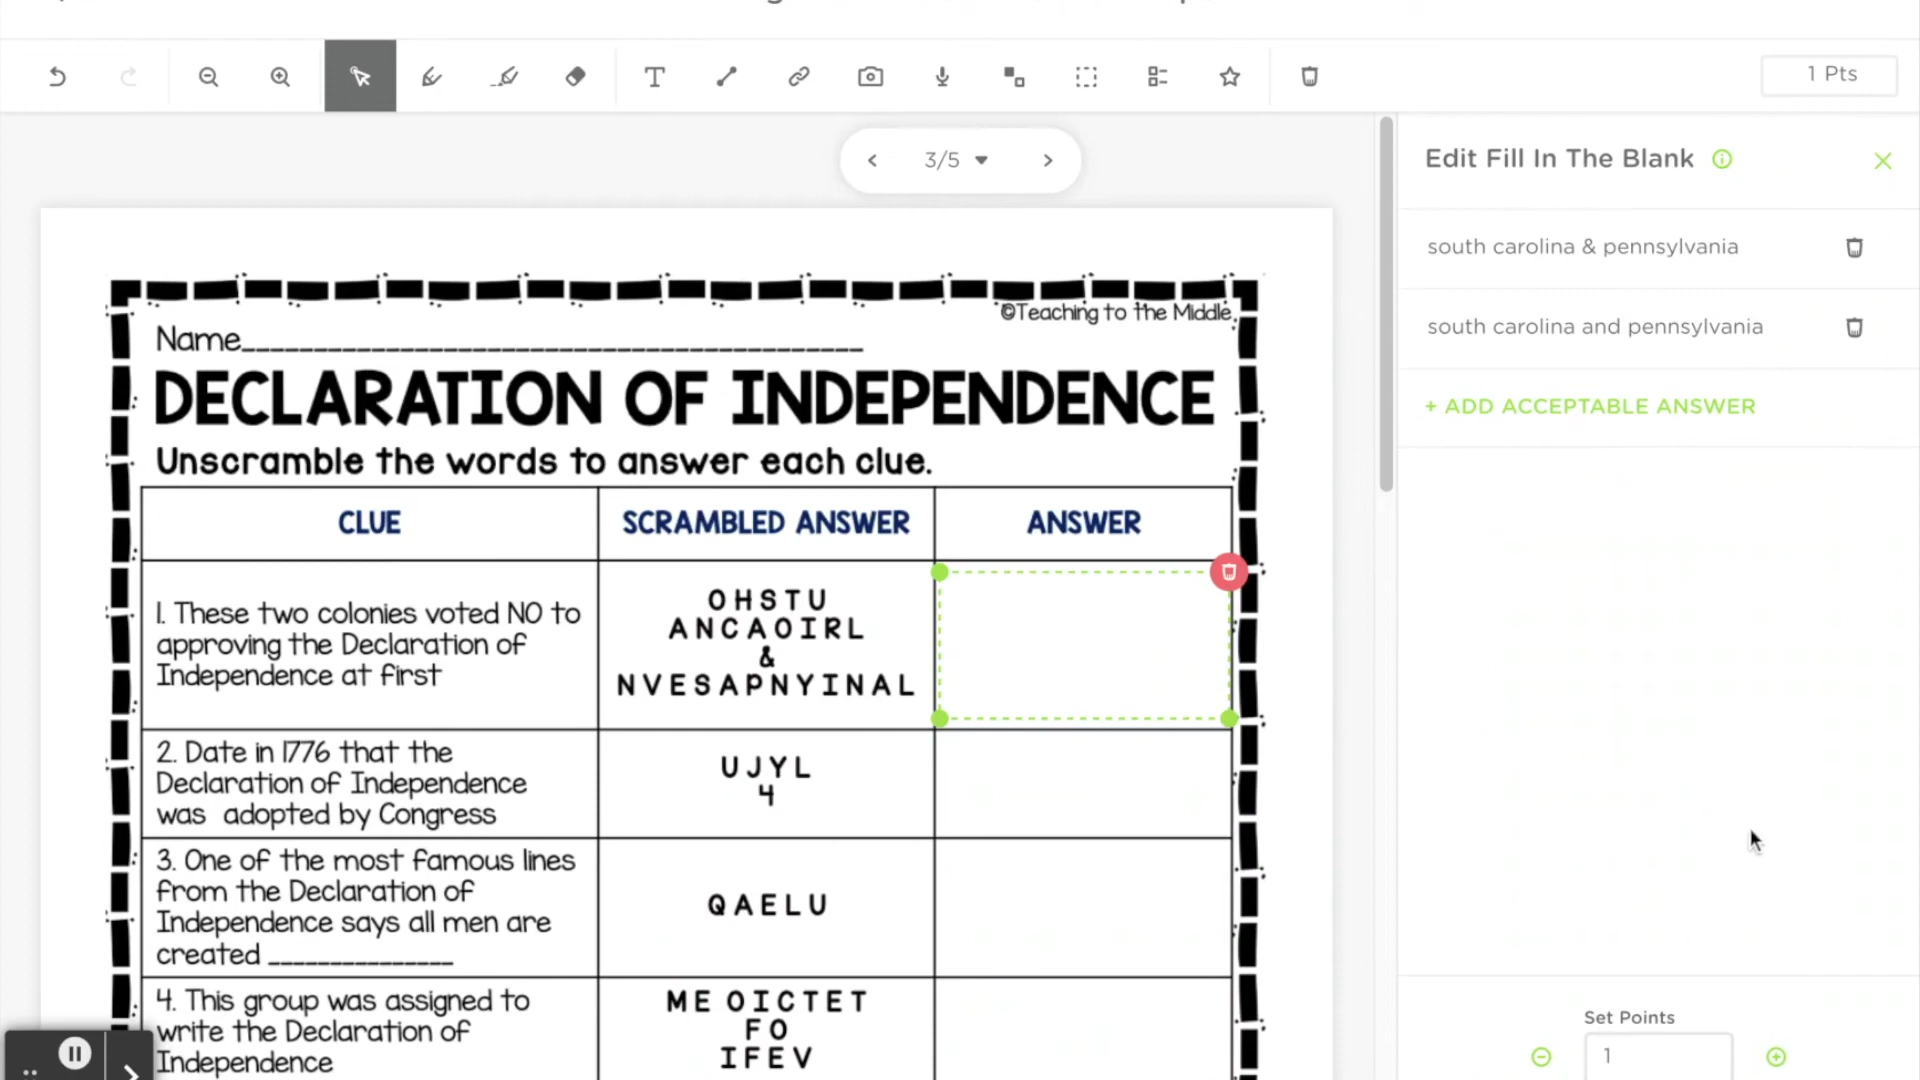 1 Pts
3/5
Edit Fill In The Blank
south carolina & pennsylvania
south carolina and pennsylvania
+ ADD ACCEPTABLE ANSWER
©Teaching to the Middle
Name___________________________________
DECLARATION OF INDEPENDENCE
Unscramble the words to answer each clue.
CLUE
SCRAMBLED ANSWER
ANSWER
1. These two colonies voted NO to
approving the Declaration of
Independence at first
OHSTU
ANCAOIRL
&
NVESAPNYINAL
2. Date in 1776 that the
Declaration of Independence
was adopted by Congress
UJYL
4
3. One of the most famous lines
from the Declaration of
Independence says all men are
created _______________
QAELU
4. This group was assigned to
write the Declaration of
Independence
ME OICTET
FO
IFEV
Set Points
1